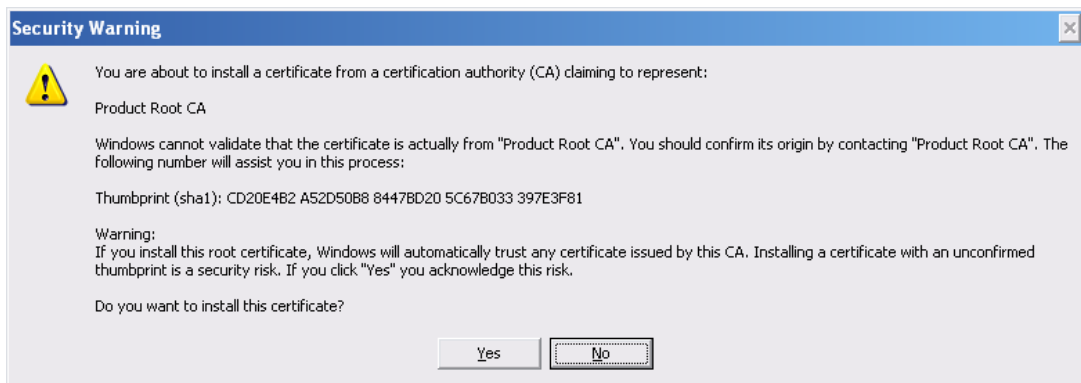 Security Warning
You are about to install a certificate from a certification authority (CA) claiming to represent:
Product Root CA
Windows cannot validate that the certificate is actually from "Product Root CA". You should confirm its origin by contacting "Product Root CA". The
following number will assist you in this process:
Thumbprint (sha1): CD20E4B2 A52D50B8 8447BD20 5C67B033 397E3F81
Warning:
If you install this root certificate, Windows will automatically trust any certificate issued by this CA. Installing a certificate with an unconfirmed
thumbprint is a security risk. If you click "Yes" you acknowledge this risk.
Do you want to install this certificate?
Yes No